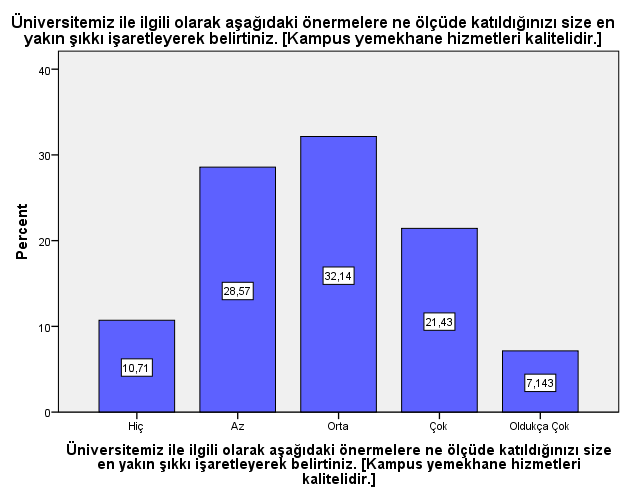 Üniversitemiz ile ilgili olarak aşağıdaki önermelere ne ölçüde katıldığınızı size en
yakın şıkkı işaretleyerek belirtiniz. [Kampus yemekhane hizmetleri kalitelidir.]
40
30
20
10
0
Percent
10,71
28,57
32,14
21,43
7,143
Hiç
Az
Orta
Çok
Oldukça Çok
Üniversitemiz ile ilgili olarak aşağıdaki önermelere ne ölçüde katıldığınızı size
en yakın şıkkı işaretleyerek belirtiniz. [Kampus yemekhane hizmetleri
kalitelidir.]